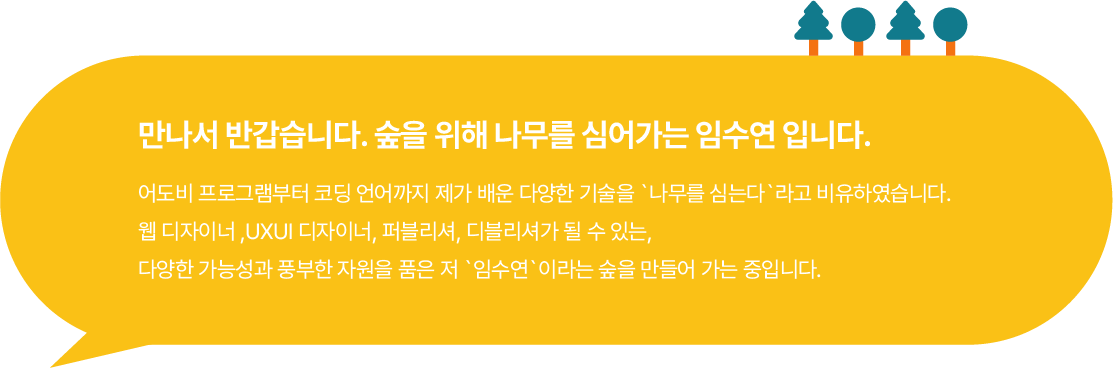 만나서 반갑습니다. 숲을 위해 나무를 심어가는 임수연 입니다.
어도비 프로그램부터 코딩 언어까지 제가 배운 다양한 기술을 `나무를 심는다`라고 비유하였습니다.
웹 디자이너 ,UXUI 디자이너, 퍼블리셔, 디블리셔가 될 수 있는,
다양한 가능성과 풍부한 자원을 품은 저 `임수연`이라는 숲을 만들어 가는 중입니다.